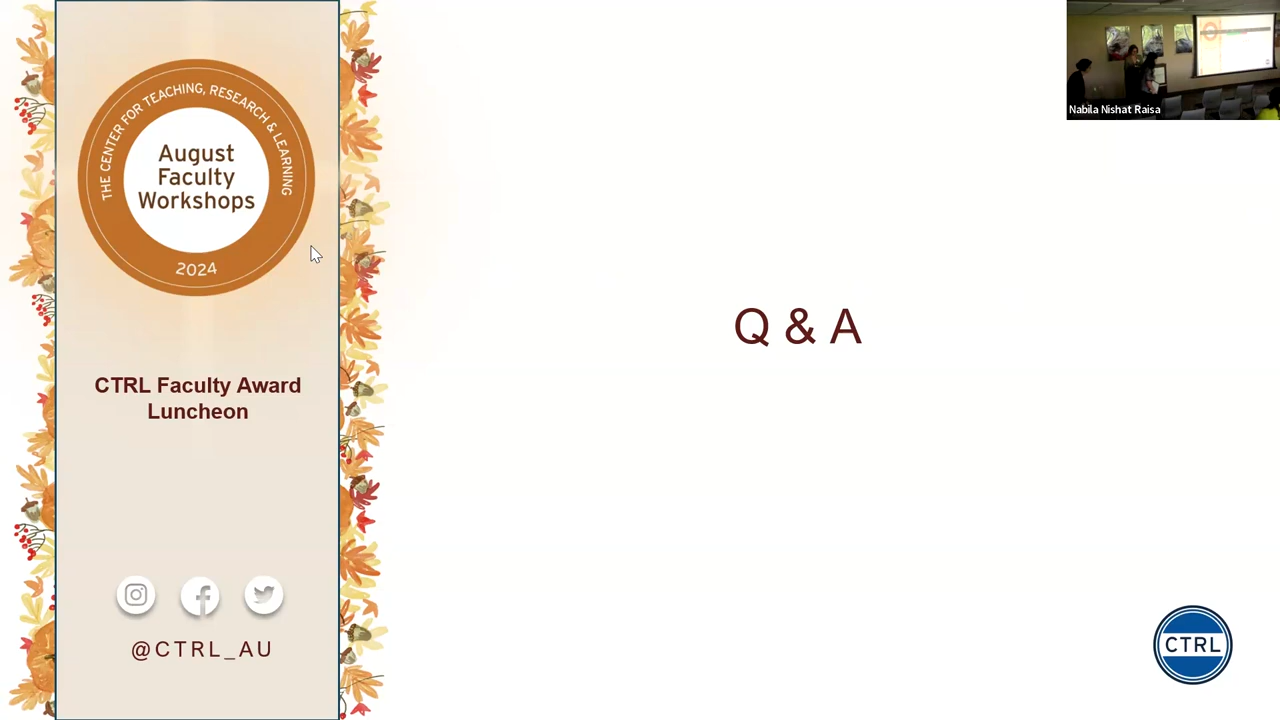 THE CENTER FOR TEACHING, RESEARCH & LEARNING
August
Faculty
Workshops
2024
CTRL Faculty Award
Luncheon
@CTRL_AU
Q & A
Nabila Nishat Raisa
CTRL